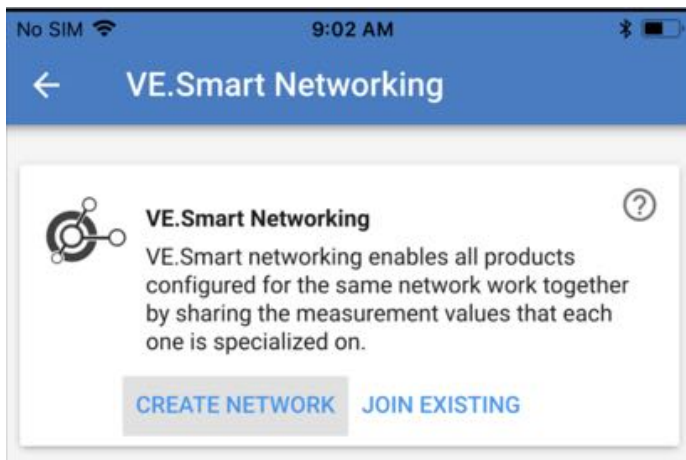 No SIM 9:02 AM
VE.Smart Networking
VE.Smart Networking
VE.Smart networking enables all products
configured for the same network work together
by sharing the measurement values that each
one is specialized on.
CREATE NETWORK JOIN EXISTING